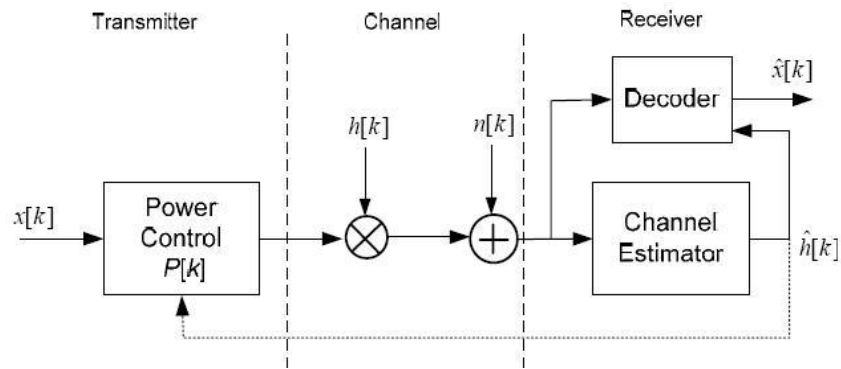 Transmitter
Channel
Receiver
x̂[k]
Decoder
h[k]
n[k]
x[k]
Power
Control
P[k]
Channel
Estimator
ĥ[k]